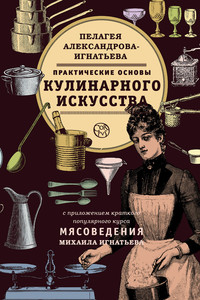 ПЕЛАГЕЯ
АЛЕКСАНДРОВА-
ИГНАТЬЕВА
ПРАКТИЧЕСКИЕ ОСНОВЫ
КУЛИНАРНОГО
ИСКУССТВА
с приложением краткого
популярного курса
МЯСОВЕДЕНИЯ
МИХАИЛА ИГНАТЬЕВА